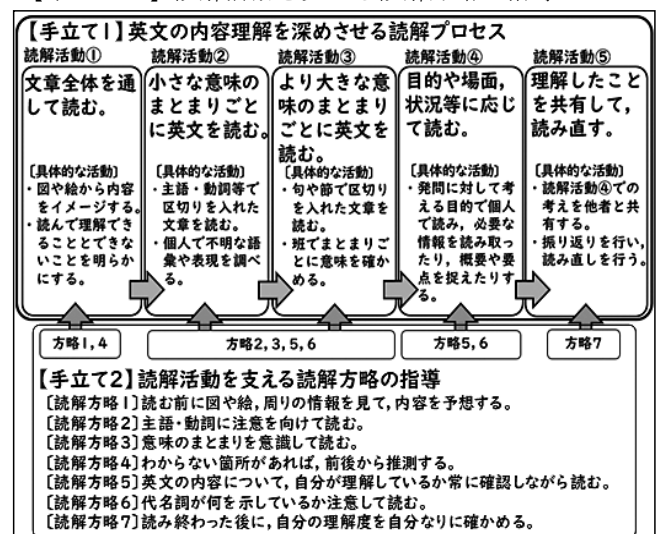 【手立て1】英文の内容理解を深めさせる読解プロセス
読解活動①
文章全体を通
して読む。
〔具体的な活動〕
・図や絵から内容
をイメージする。
・読んで理解でき
ることとできな
いことを明らか
にする。
読解活動②
小さな意味の
まとまりごと
に英文を読む。
〔具体的な活動〕
・主語・動詞等で
区切りを入れた
文章を読む。
・個人で不明な語
彙や表現を調べ
る。
読解活動③
より大きな意
味のまとまり
ごとに英文を
読む。
〔具体的な活動〕
・句や節で区切り
を入れた文章を
読む。
・班でまとまりご
とに意味を確か
める。
読解活動④
目的や場面,
状況等に応じ
て読む。
〔具体的な活動〕
・発問に対して考
える目的で個人
で読み,必要な
情報を読み取っ
たり,概要や要
点を捉えたりす
る。
読解活動⑤
理解したこと
を共有して,
読み直す。
〔具体的な活動〕
・読解活動④での
考えを他者と共
有する。
・振り返りを行い,
読み直しを行う。
方略1,4
方略2,3,5,6
方略5,6
方略7
【手立て2】読解活動を支える読解方略の指導
〔読解方略1〕読む前に図や絵,周りの情報を見て,内容を予想する。
〔読解方略2〕主語・動詞に注意を向けて読む。
〔読解方略3〕意味のまとまりを意識して読む。
〔読解方略4〕わからない箇所があれば,前後から推測する。
〔読解方略5〕英文の内容について,自分が理解しているか常に確認しながら読む。
〔読解方略6〕代名詞が何を示しているか注意して読む。
〔読解方略7〕読み終わった後に,自分の理解度を自分なりに確かめる。